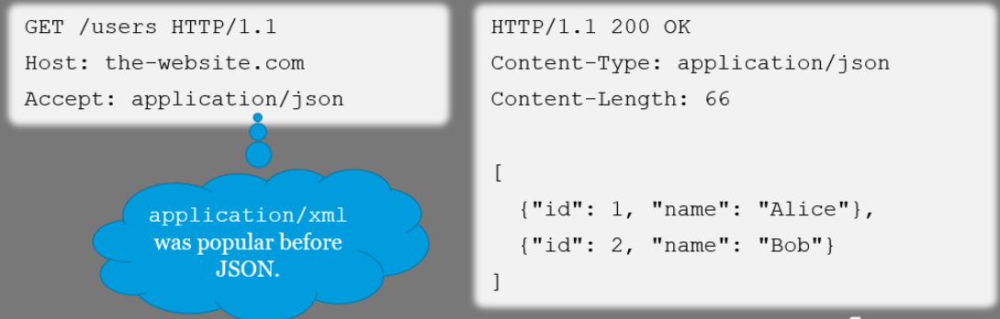 GET /users HTTP/1.1
Host: the-website.com
Accept: application/json
application/xml
was popular before
JSON.
HTTP/1.1 200 OK
Content-Type: application/json
Content-Length: 66
[
  {"id": 1, "name": "Alice"},
  {"id": 2, "name": "Bob"}
]